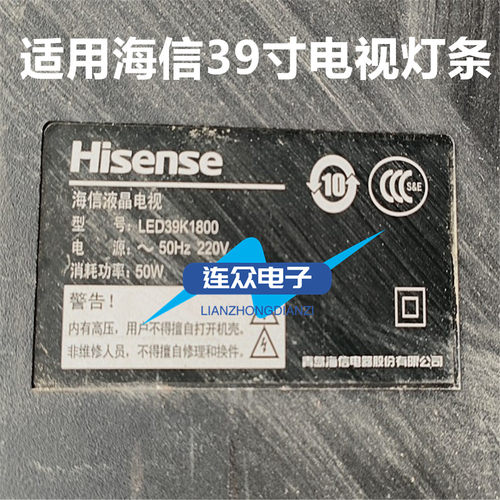 适用海信39寸电视灯条
Hisense
海信液晶电视
型 号: LED39K1800
电 源: ～ 50Hz 220V
消耗功率: 50W
10
CCC S&E
连众电子
LIANZHONGDIANZI
警告!
内有高压,用户不得擅自打开机壳。
非维修人员,不得擅自修理和换件。
青岛海信电器股份有限公司